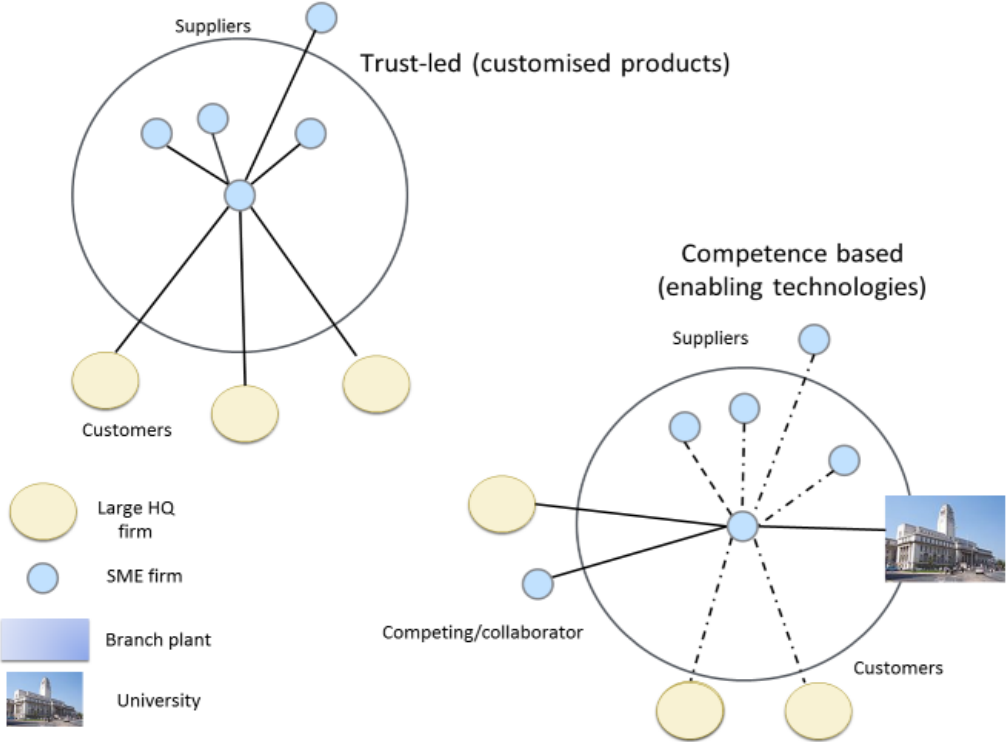 Suppliers
Trust-led (customised products)
Customers
Competence based
(enabling technologies)
Suppliers
Competing/collaborator
Customers
Large HQ
firm
SME firm
Branch plant
University